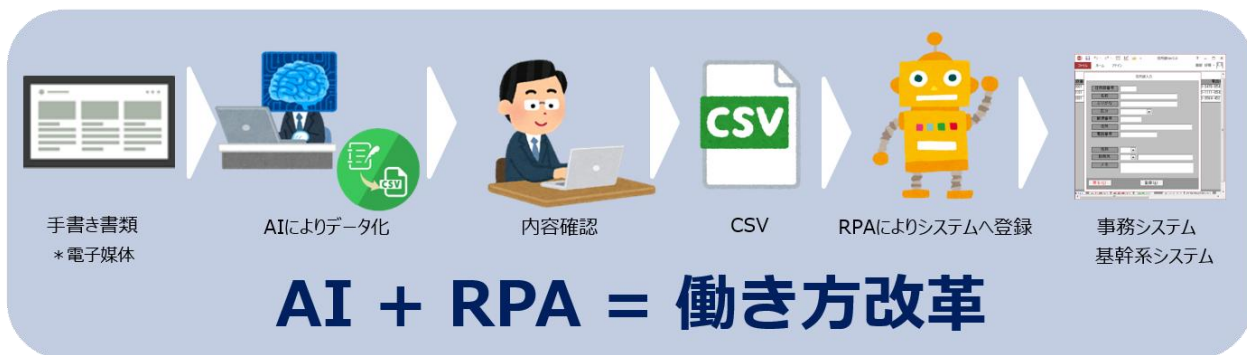 手書き書類
＊電子媒体
AIによりデータ化
CSV
内容確認
CSV
CSV
RPAによりシステムへ登録
事務システム
基幹系システム
AI + RPA = 働き方改革